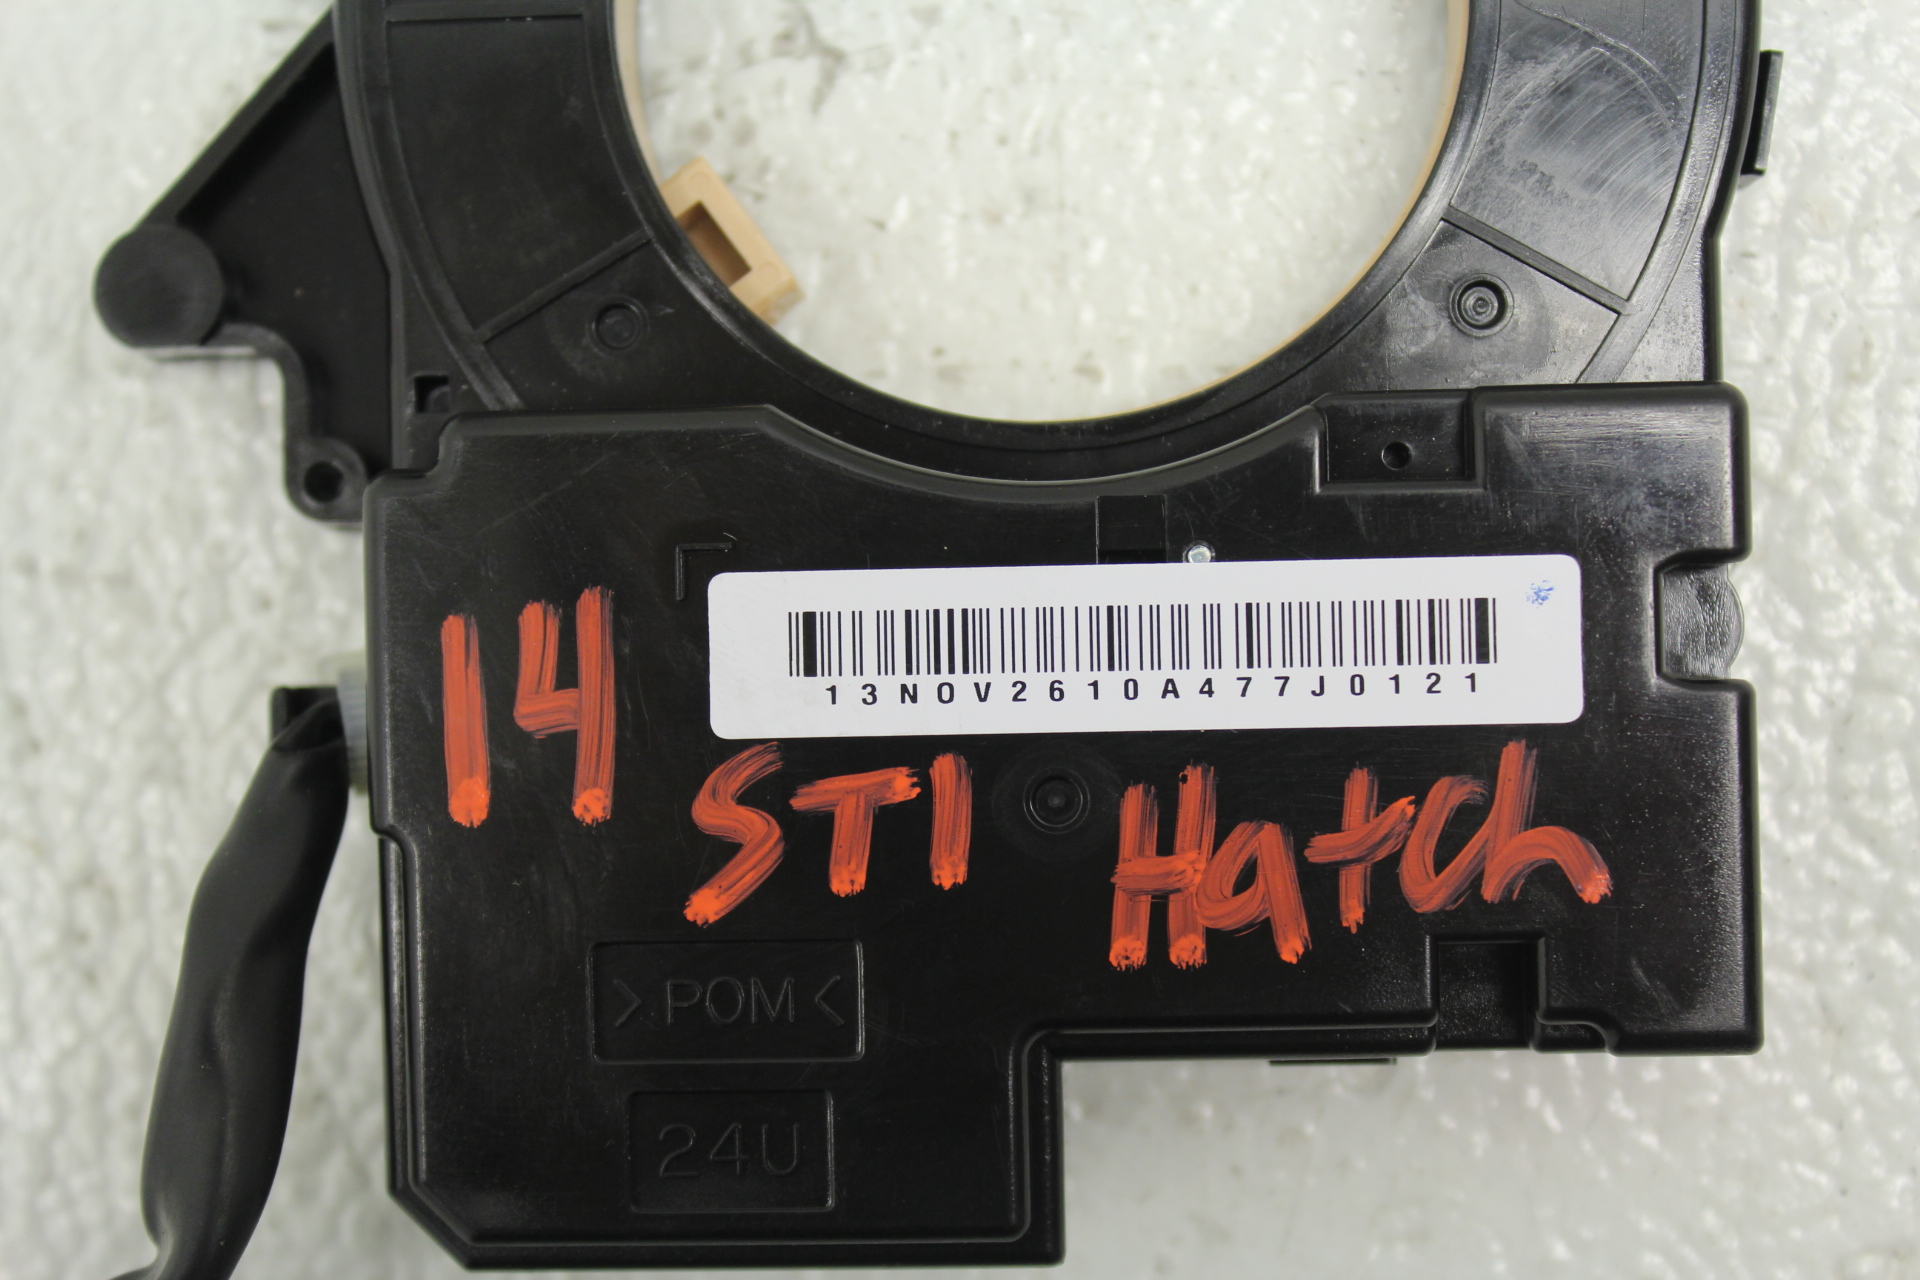 13NOV2610A477J0121
14 STI Hatch
>POM<
24U